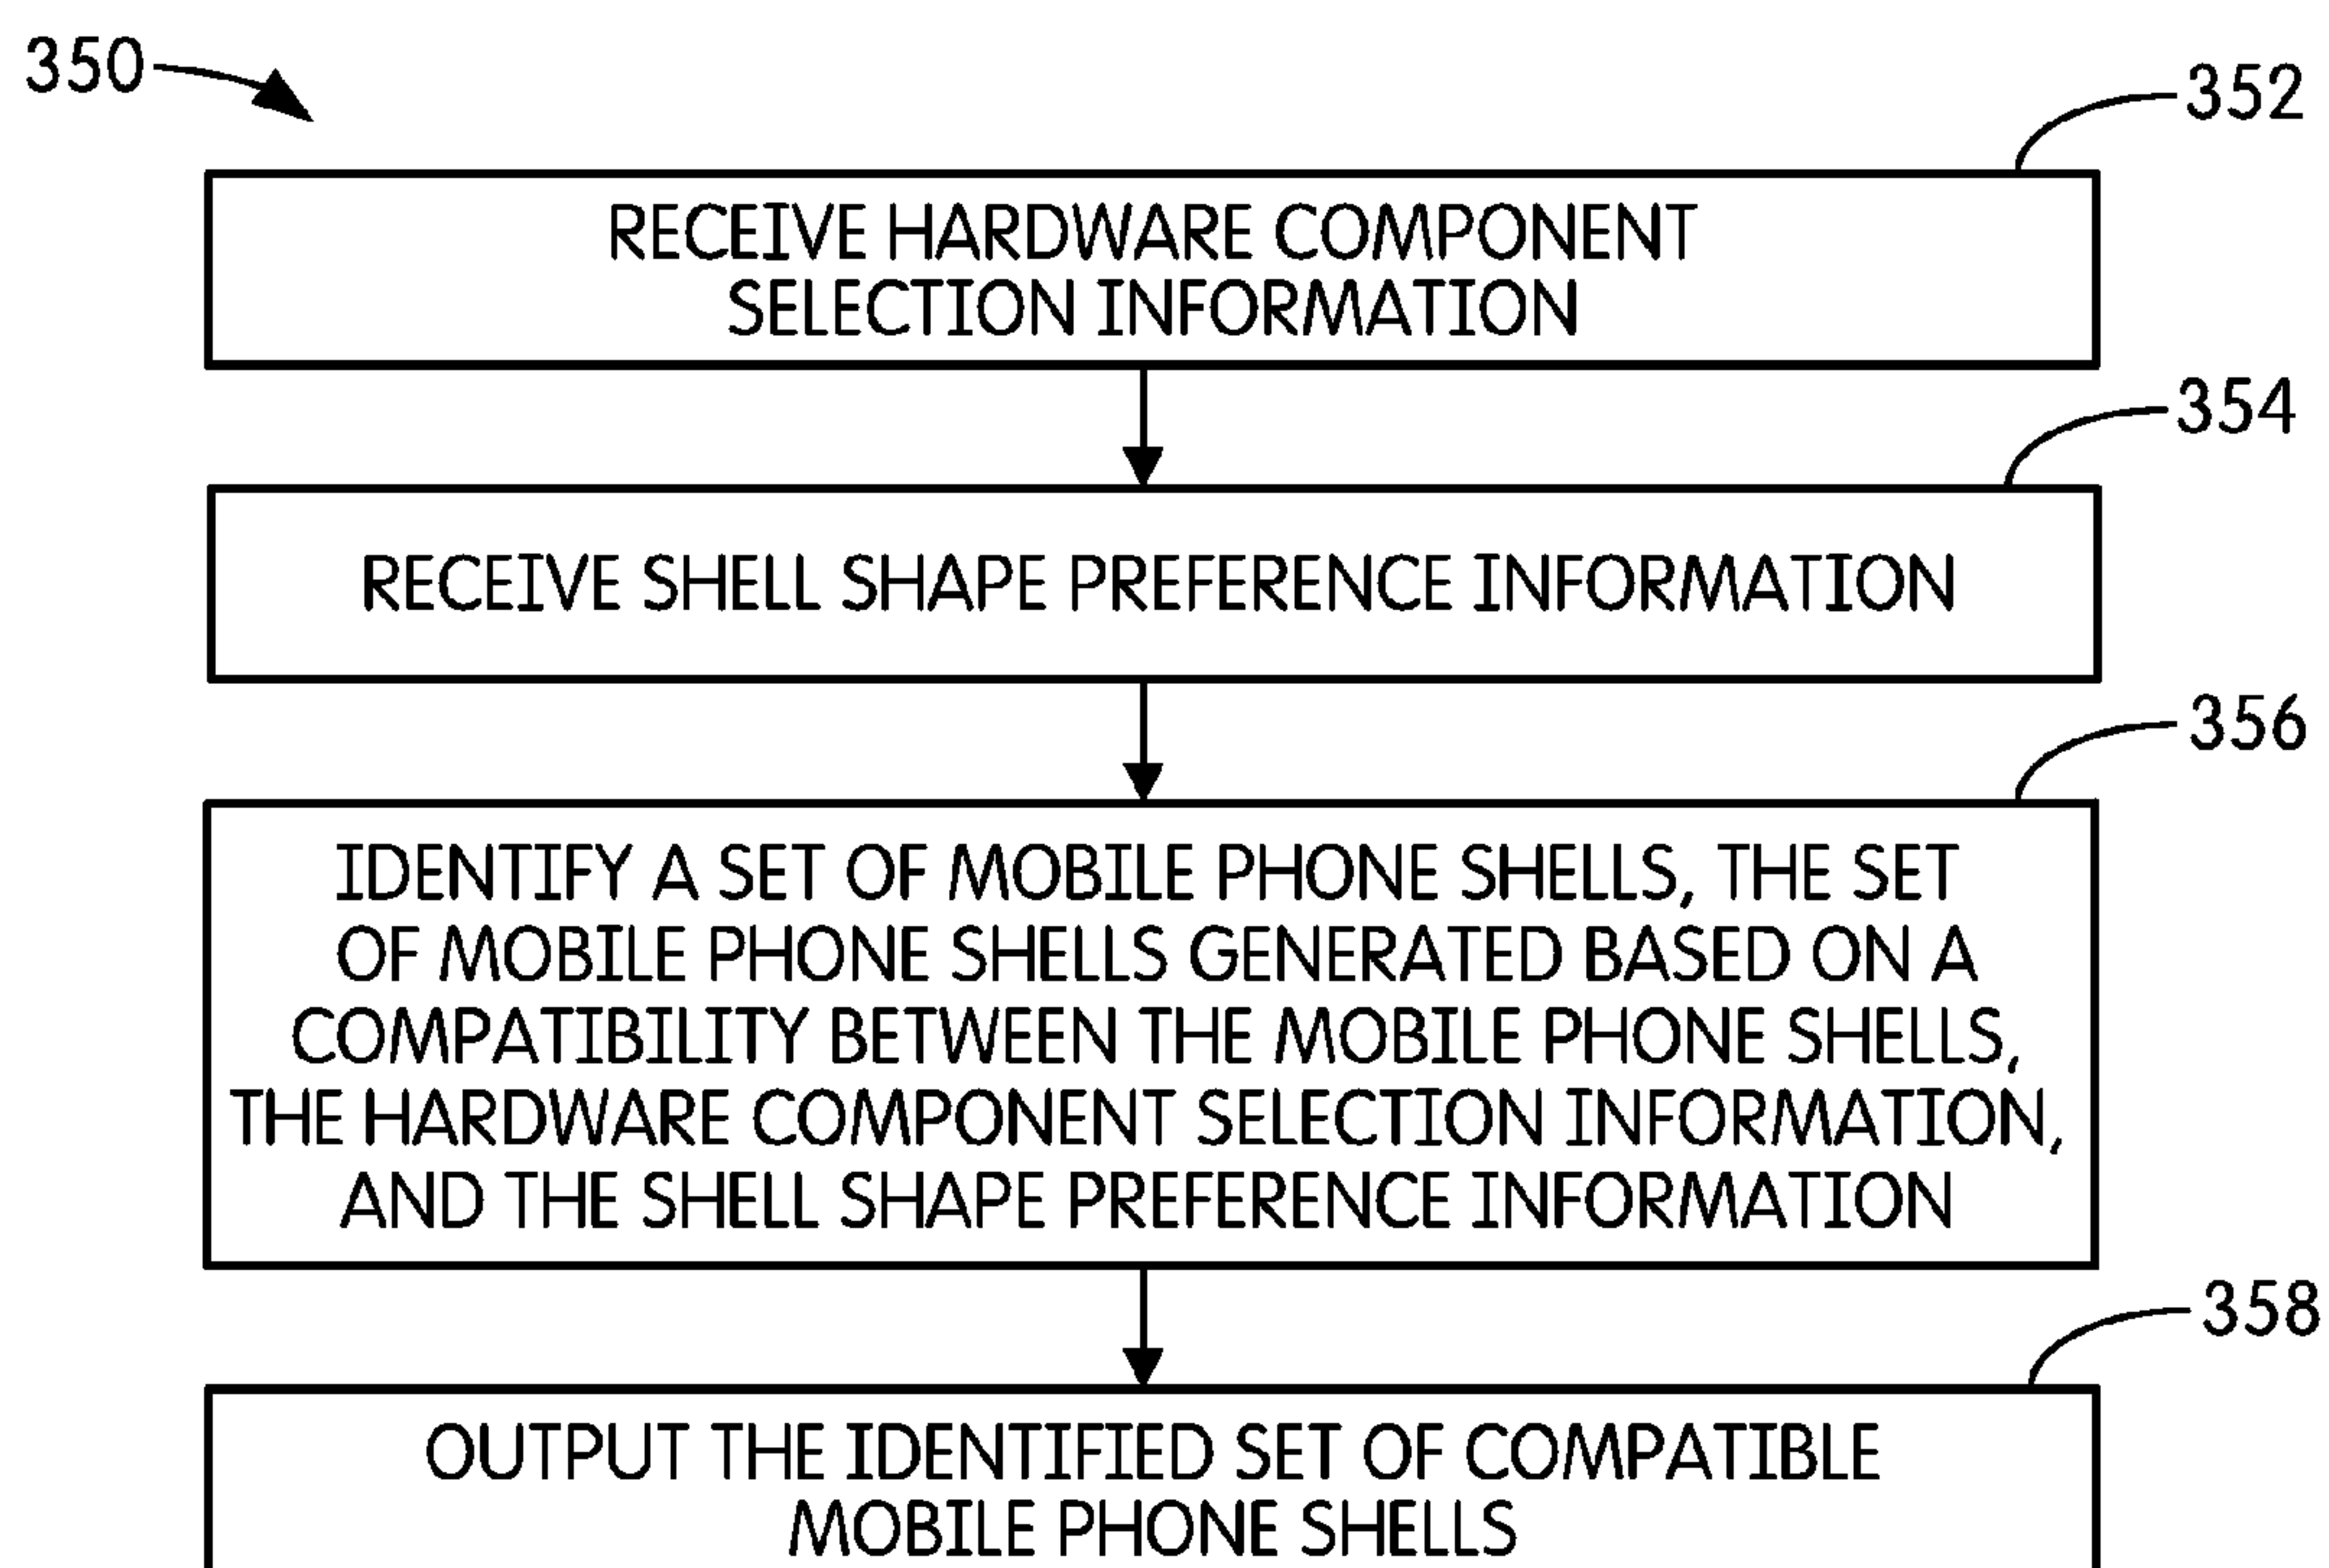 350
352
RECEIVE HARDWARE COMPONENT
SELECTION INFORMATION
354
RECEIVE SHELL SHAPE PREFERENCE INFORMATION
356
IDENTIFY A SET OF MOBILE PHONE SHELLS, THE SET
OF MOBILE PHONE SHELLS GENERATED BASED ON A
COMPATIBILITY BETWEEN THE MOBILE PHONE SHELLS,
THE HARDWARE COMPONENT SELECTION INFORMATION,
AND THE SHELL SHAPE PREFERENCE INFORMATION
358
OUTPUT THE IDENTIFIED SET OF COMPATIBLE
MOBILE PHONE SHELLS